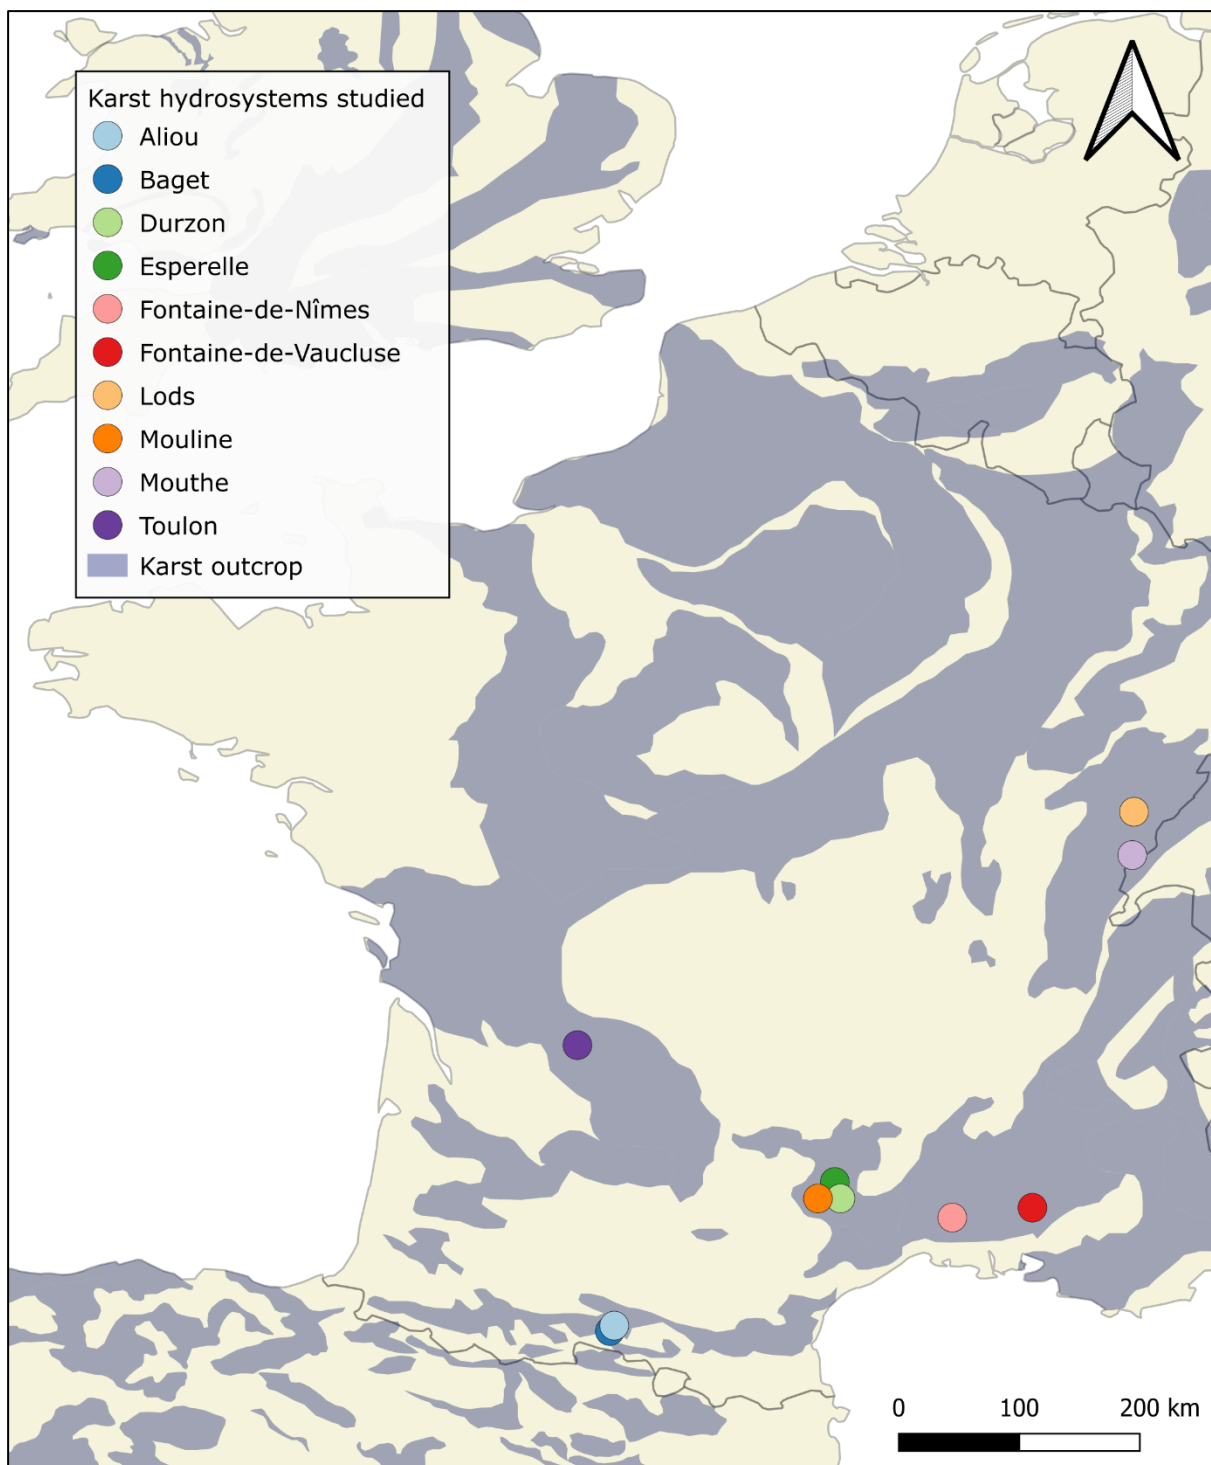 Karst hydrosystems studied
Aliou
Baget
Durzon
Esperelle
Fontaine-de-Nîmes
Fontaine-de-Vaucluse
Lods
Mouline
Mouthe
Toulon
Karst outcrop
0 100 200 km